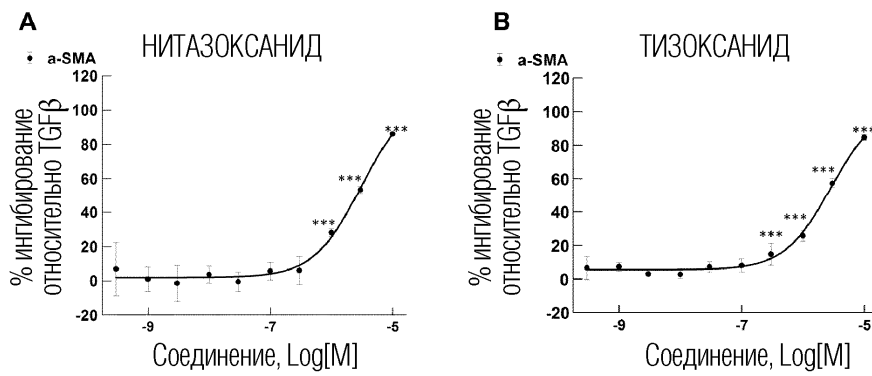 A
НИТАЗОКСАНИД
a-SMA
% ингибирование
относительно TGFβ
120
100
80
60
40
20
0
-20
***
***
***
-9
-7
-5
Соединение, Log[M]
B
ТИЗОКСАНИД
a-SMA
% ингибирование
относительно TGFβ
120
100
80
60
40
20
0
-20
***
***
***
***
-9
-7
-5
Соединение, Log[M]